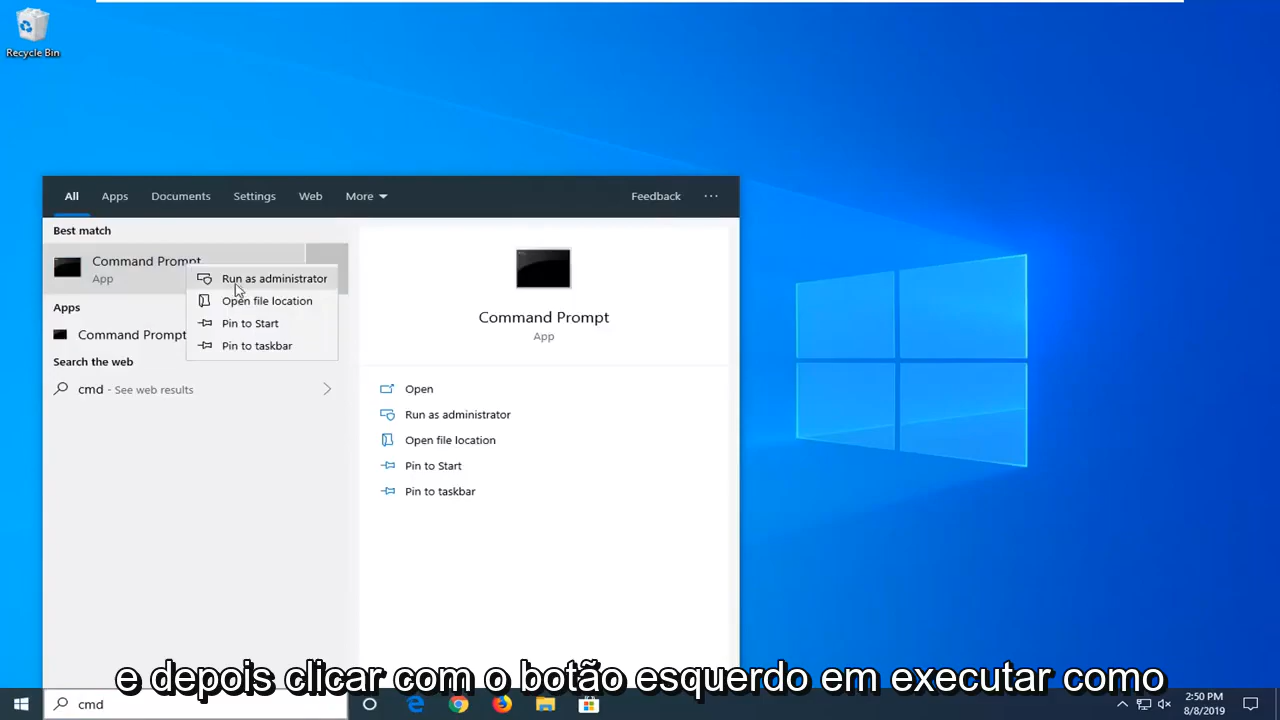 Recycle Bin
All Apps Documents Settings Web More Feedback ...
Best match
Command Prompt
App
Run as administrator
Open file location
Pin to Start
Pin to taskbar
Apps
Command Prompt
Search the web
cmd - See web results
Command Prompt
App
Open
Run as administrator
Open file location
Pin to Start
Pin to taskbar
e depois clicar com o botão esquerdo em executar como
cmd
2:50 PM
8/8/2019